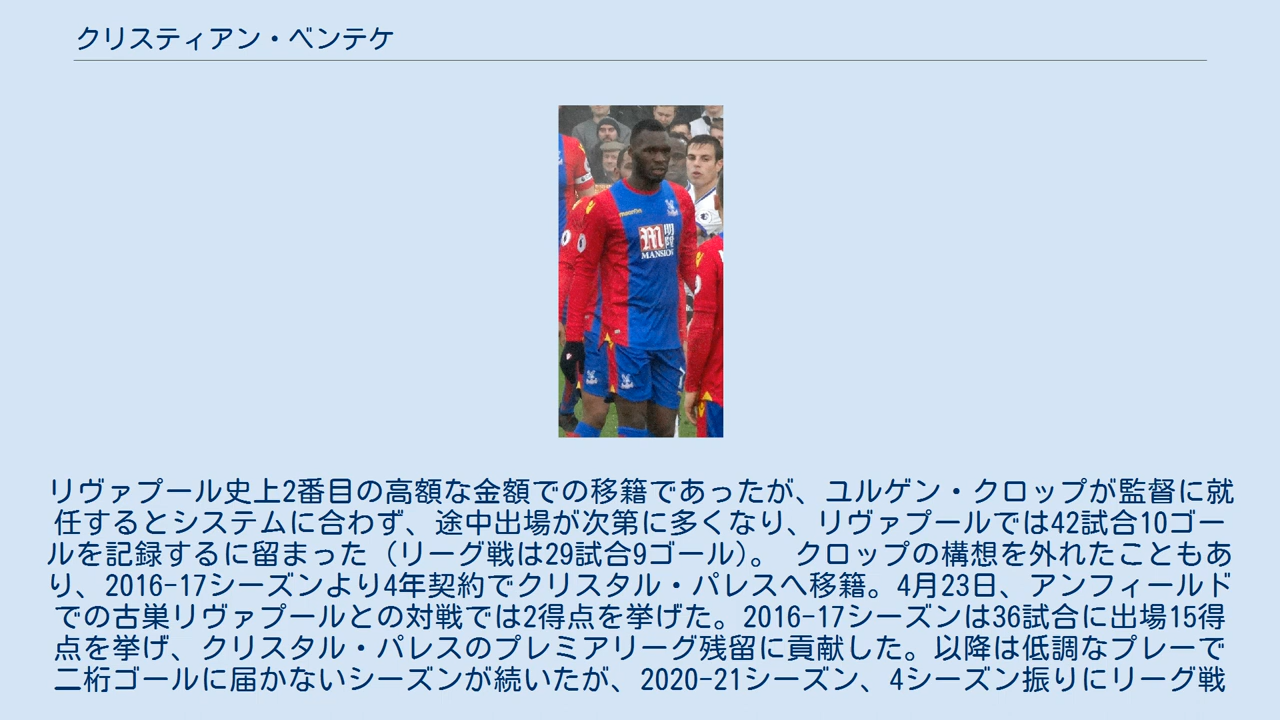 クリスティアン・ベンテケ
macron
M明陞
MANSION
リヴァプール史上2番目の高額な金額での移籍であったが、ユルゲン・クロップが監督に就
任するとシステムに合わず、途中出場が次第に多くなり、リヴァプールでは42試合10ゴー
ルを記録するに留まった（リーグ戦は29試合9ゴール）。 クロップの構想を外れたこともあ
り、2016-17シーズンより4年契約でクリスタル・パレスへ移籍。4月23日、アンフィールド
での古巣リヴァプールとの対戦では2得点を挙げた。2016-17シーズンは36試合に出場15得
点を挙げ、クリスタル・パレスのプレミアリーグ残留に貢献した。以降は低調なプレーで
二桁ゴールに届かないシーズンが続いたが、2020-21シーズン、4シーズン振りにリーグ戦